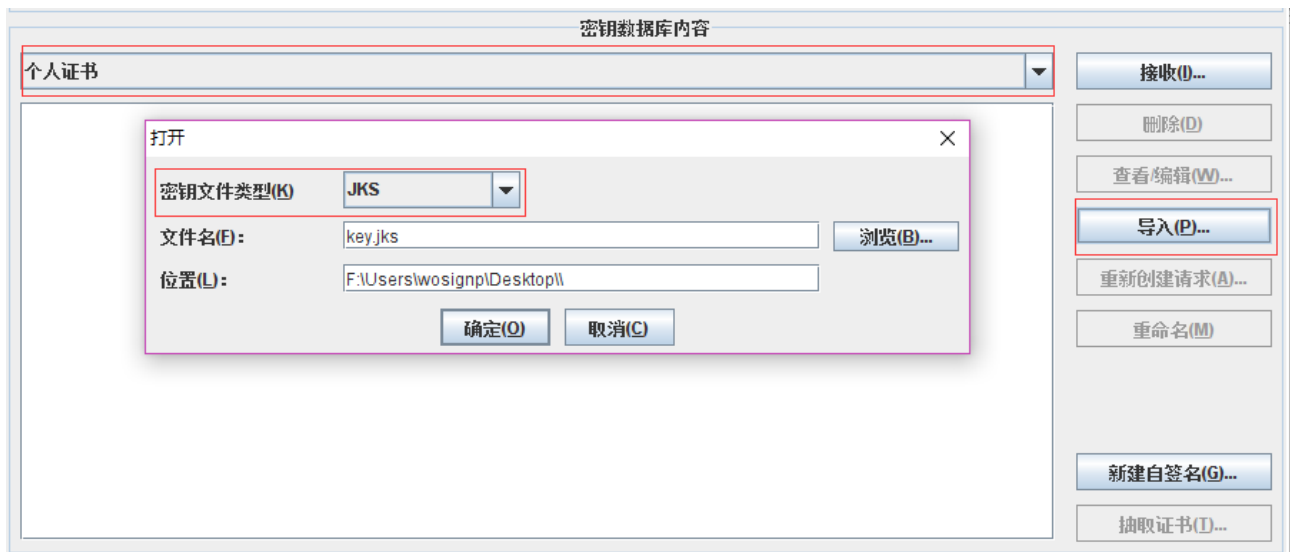 密钥数据库内容
个人证书
接收(I)...
打开
删除(D)
密钥文件类型(K)
JKS
查看/编辑(W)...
文件名(F):
key.jks
浏览(B)...
导入(P)...
位置(L):
F:\Users\wosignp\Desktop\\
重新创建请求(A)...
确定(O)
取消(C)
重命名(M)
新建自签名(G)...
抽取证书(T)...